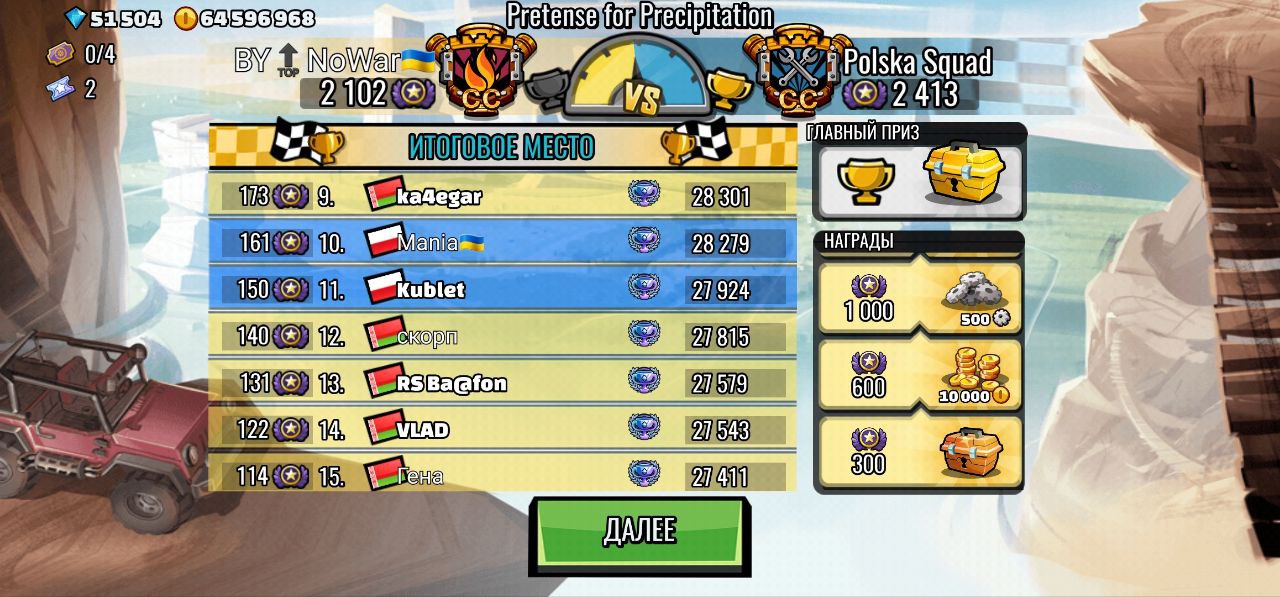 51 504 64 596 968
Pretense for Precipitation
0/4
2
BY TOP NoWar🇺🇦
2 102
CC
VS
CC
Polska Squad
2 413
ИТОГОВОЕ МЕСТО
173 9. ka4egar 28 301
161 10. Mania🇺🇦 28 279
150 11. Kublet 27 924
140 12. скорп 27 815
131 13. RS Ba@fon 27 579
122 14. VLAD 27 543
114 15. Гена 27 411
ГЛАВНЫЙ ПРИЗ
НАГРАДЫ
1 000 500
600 10 000
300
ДАЛЕЕ